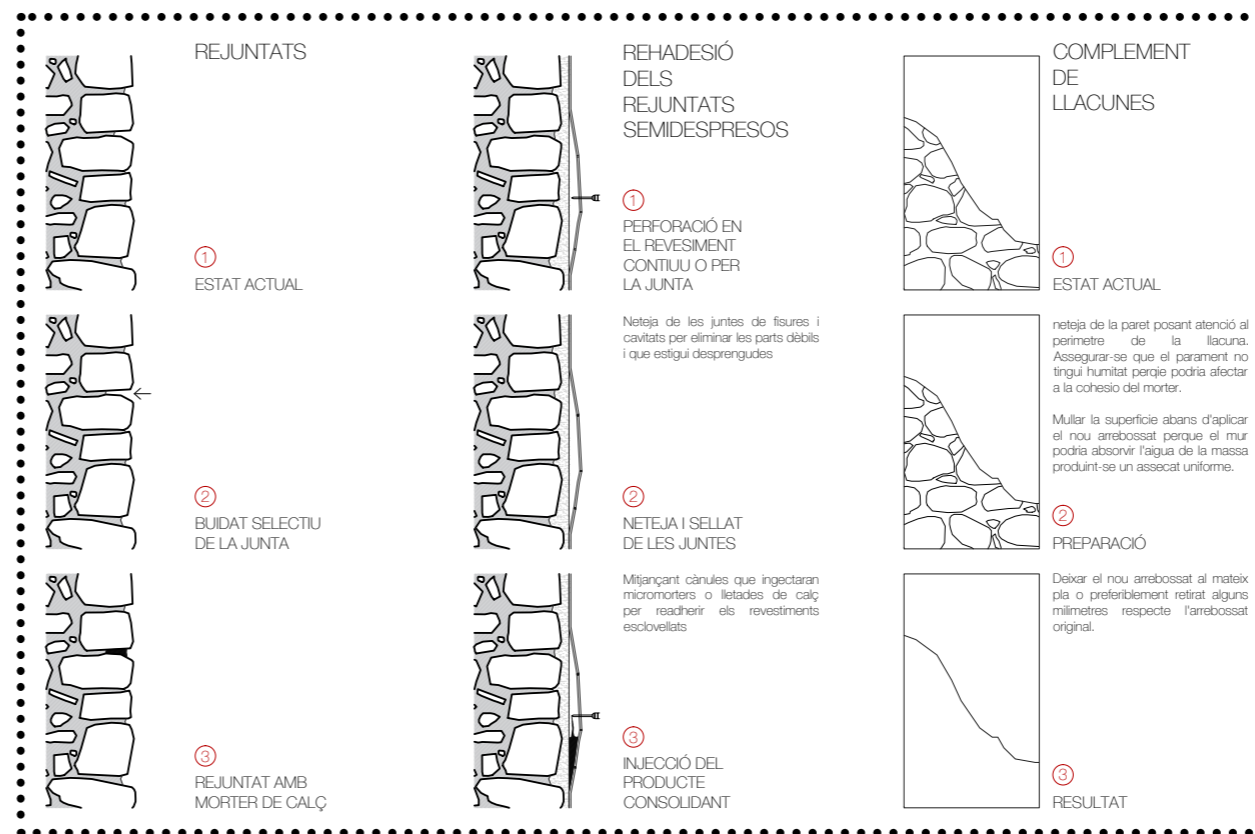 REJUNTATS
1
ESTAT ACTUAL
2
BUIDAT SELECTIU
DE LA JUNTA
3
REJUNTAT AMB
MORTER DE CALÇ
REHADESIÓ
DELS
REJUNTATS
SEMIDESPRESOS
1
PERFORACIÓ EN
EL REVESIMENT
CONTIUU O PER
LA JUNTA
Neteja de les juntes de fisures i
cavitats per eliminar les parts dèbils
i que estigui desprengudes
2
NETEJA I SELLAT
DE LES JUNTES
Mitjançant cànules que ingectaran
micromorters o lletades de calç
per readherir els revestiments
esclovellats
3
INJECCIÓ DEL
PRODUCTE
CONSOLIDANT
COMPLEMENT
DE
LLACUNES
1
ESTAT ACTUAL
neteja de la paret posant atenció al
perimetre de la llacuna.
Assegurar-se que el parament no
tingui humitat perqie podria afectar
a la cohesio del morter.
Mullar la superficie abans d'aplicar
el nou arrebossat perque el mur
podria absorvir l'aigua de la massa
produint-se un assecat uniforme.
2
PREPARACIÓ
Deixar el nou arrebossat al mateix
pla o preferiblement retirat alguns
milimetres respecte l'arrebossat
original.
3
RESULTAT